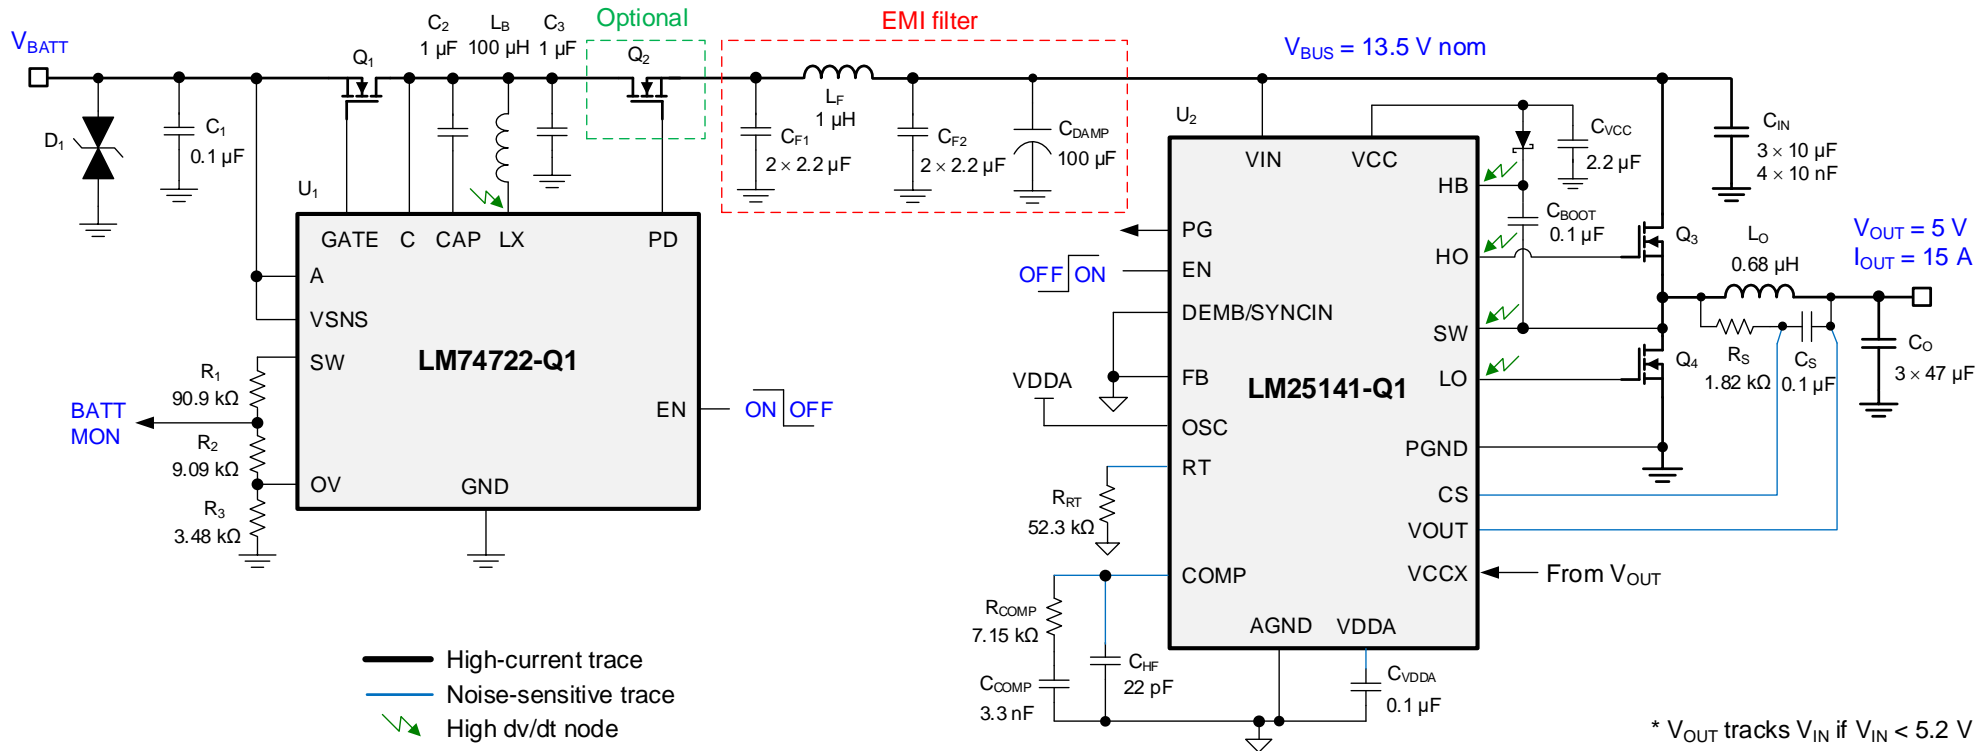 V_BATT
D1
C1
0.1 µF
Q1
C2
1 µF
LB
100 µH
C3
1 µF
Optional
Q2
EMI filter
CF1
2 × 2.2 µF
LF
1 µH
CF2
2 × 2.2 µF
CDAMP
100 µF
VBUS = 13.5 V nom
U1
GATE
C
CAP
LX
PD
A
VSNS
SW
OV
GND
EN
LM74722-Q1
ON OFF
R1
90.9 kΩ
BATT
MON
R2
9.09 kΩ
R3
3.48 kΩ
U2
VIN
VCC
PG
EN
DEMB/SYNCIN
FB
OSC
RT
COMP
AGND
VDDA
HB
HO
SW
LO
PGND
CS
VOUT
VCCX
LM25141-Q1
OFF ON
VDDA
RRT
52.3 kΩ
RCOMP
7.15 kΩ
CCOMP
3.3 nF
CHF
22 pF
CVDDA
0.1 µF
CVCC
2.2 µF
CBOOT
0.1 µF
CIN
3 × 10 µF
4 × 10 nF
Q3
Q4
LO
0.68 µH
RS
1.82 kΩ
CS
0.1 µF
VOUT = 5 V
IOUT = 15 A
CO
3 × 47 µF
From VOUT
High-current trace
Noise-sensitive trace
High dv/dt node
* VOUT tracks VIN if VIN < 5.2 V